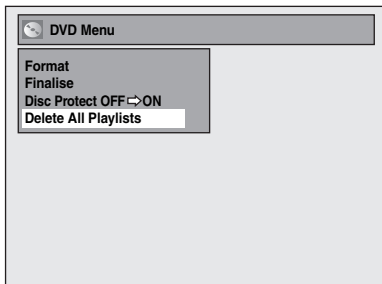 DVD Menu
Format
Finalise
Disc Protect OFF⇨ON
Delete All Playlists